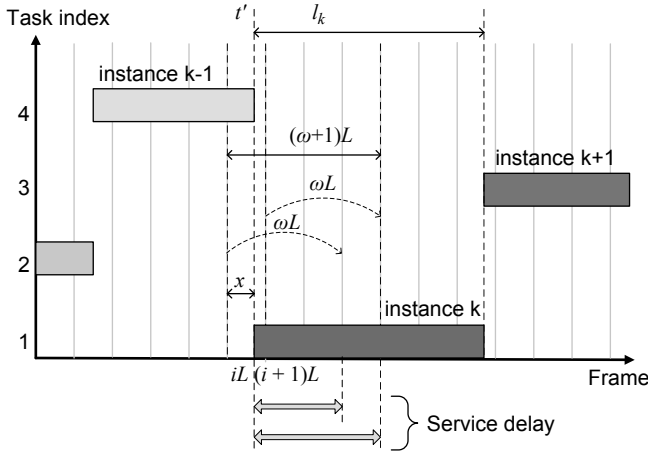 t′ l_k
Task index
instance k-1
4
(ω+1)L
instance k+1
3
ωL
ωL
2
x
instance k
1
iL (i + 1)L
Frame
Service delay